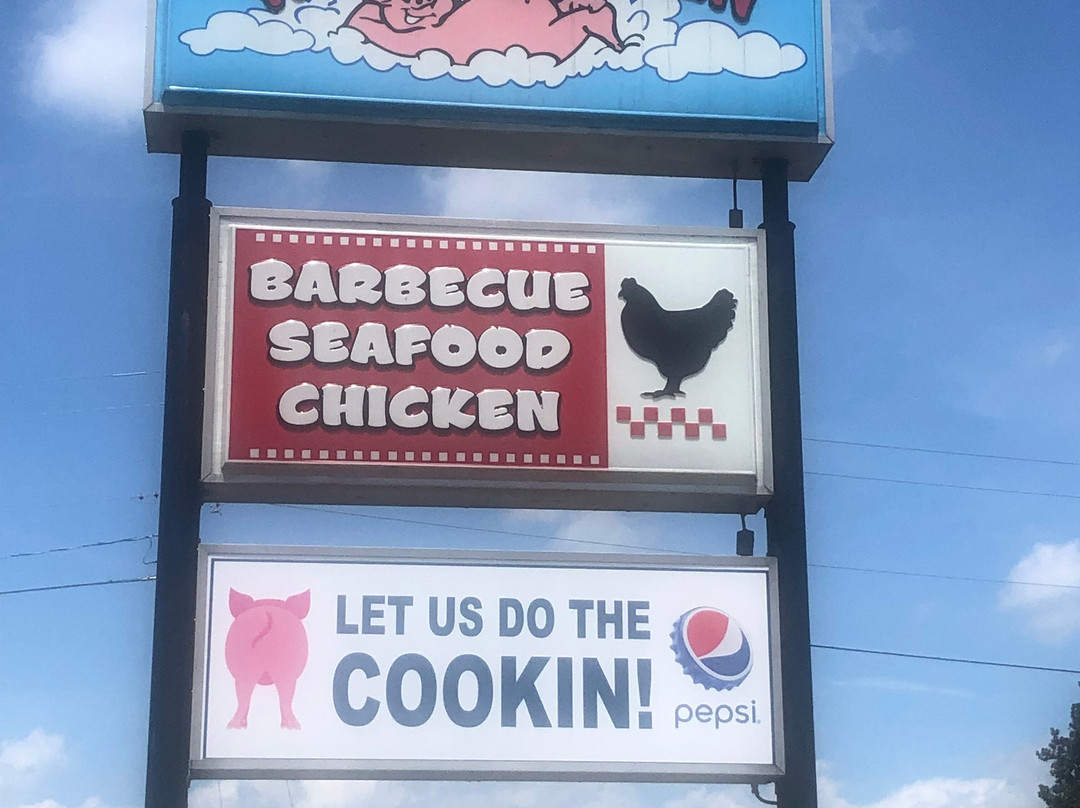 BARBECUE
SEAFOOD
CHICKEN
LET US DO THE
COOKIN!
pepsi.